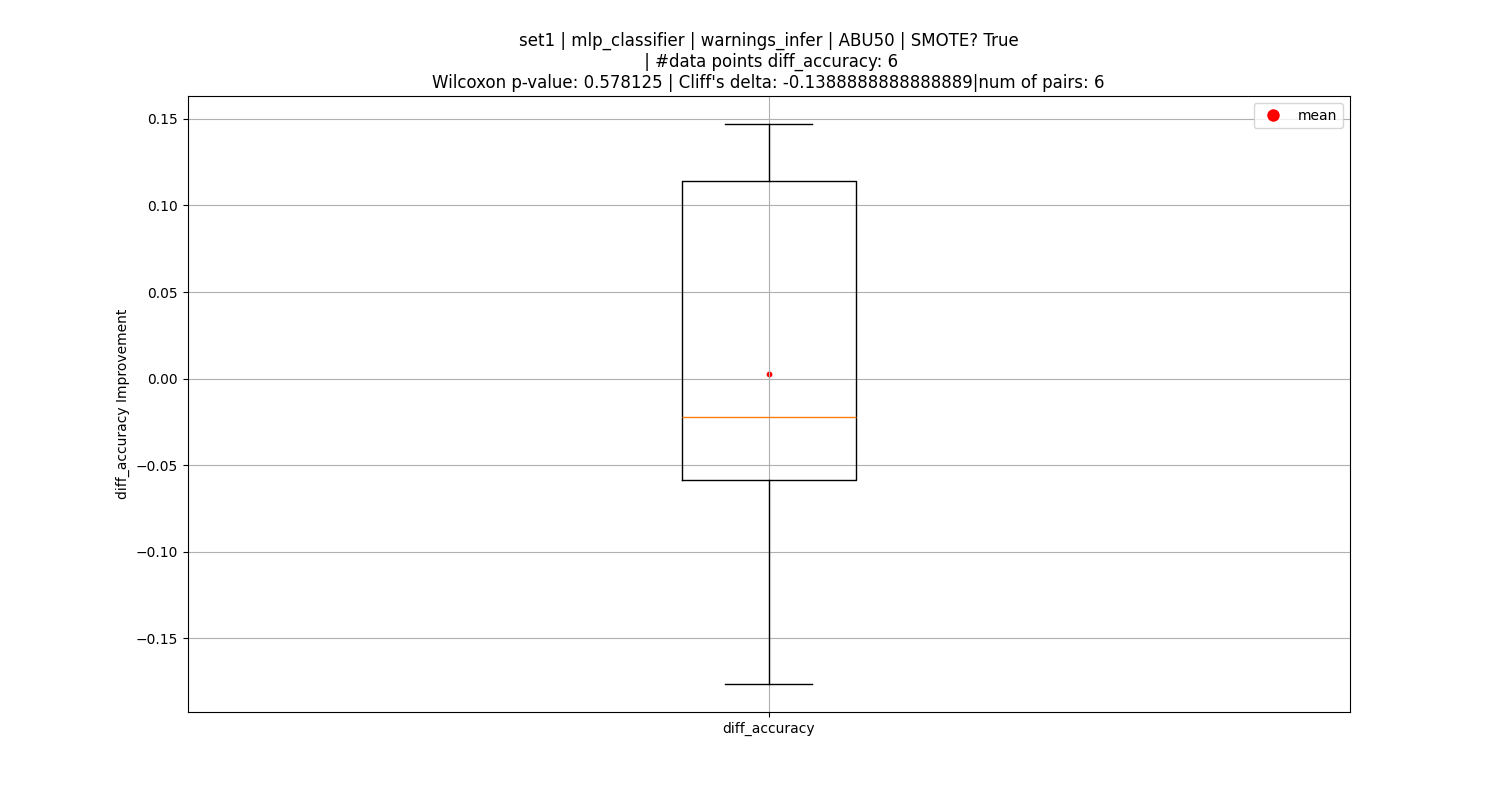 set1 | mlp_classifier | warnings_infer | ABU50 | SMOTE? True
| #data points diff_accuracy: 6
Wilcoxon p-value: 0.578125 | Cliff's delta: -0.1388888888888889|num of pairs: 6
mean
0.15
0.10
0.05
0.00
−0.05
−0.10
−0.15
diff_accuracy Improvement
diff_accuracy